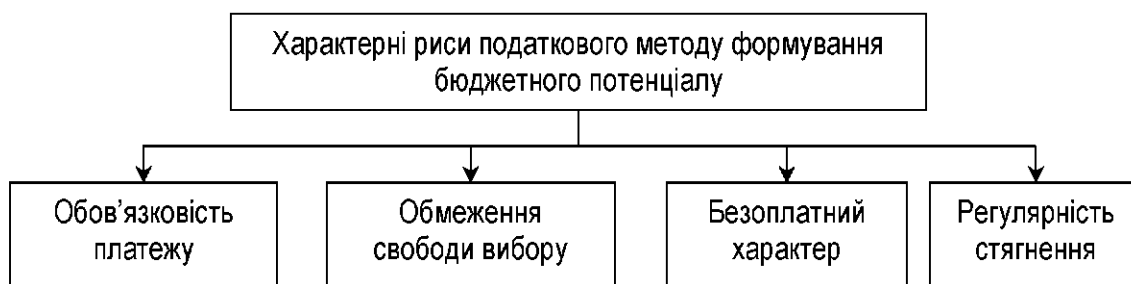 Характерні риси податкового методу формування
бюджетного потенціалу
Обов’язковість
платежу
Обмеження
свободи вибору
Безоплатний
характер
Регулярність
стягнення